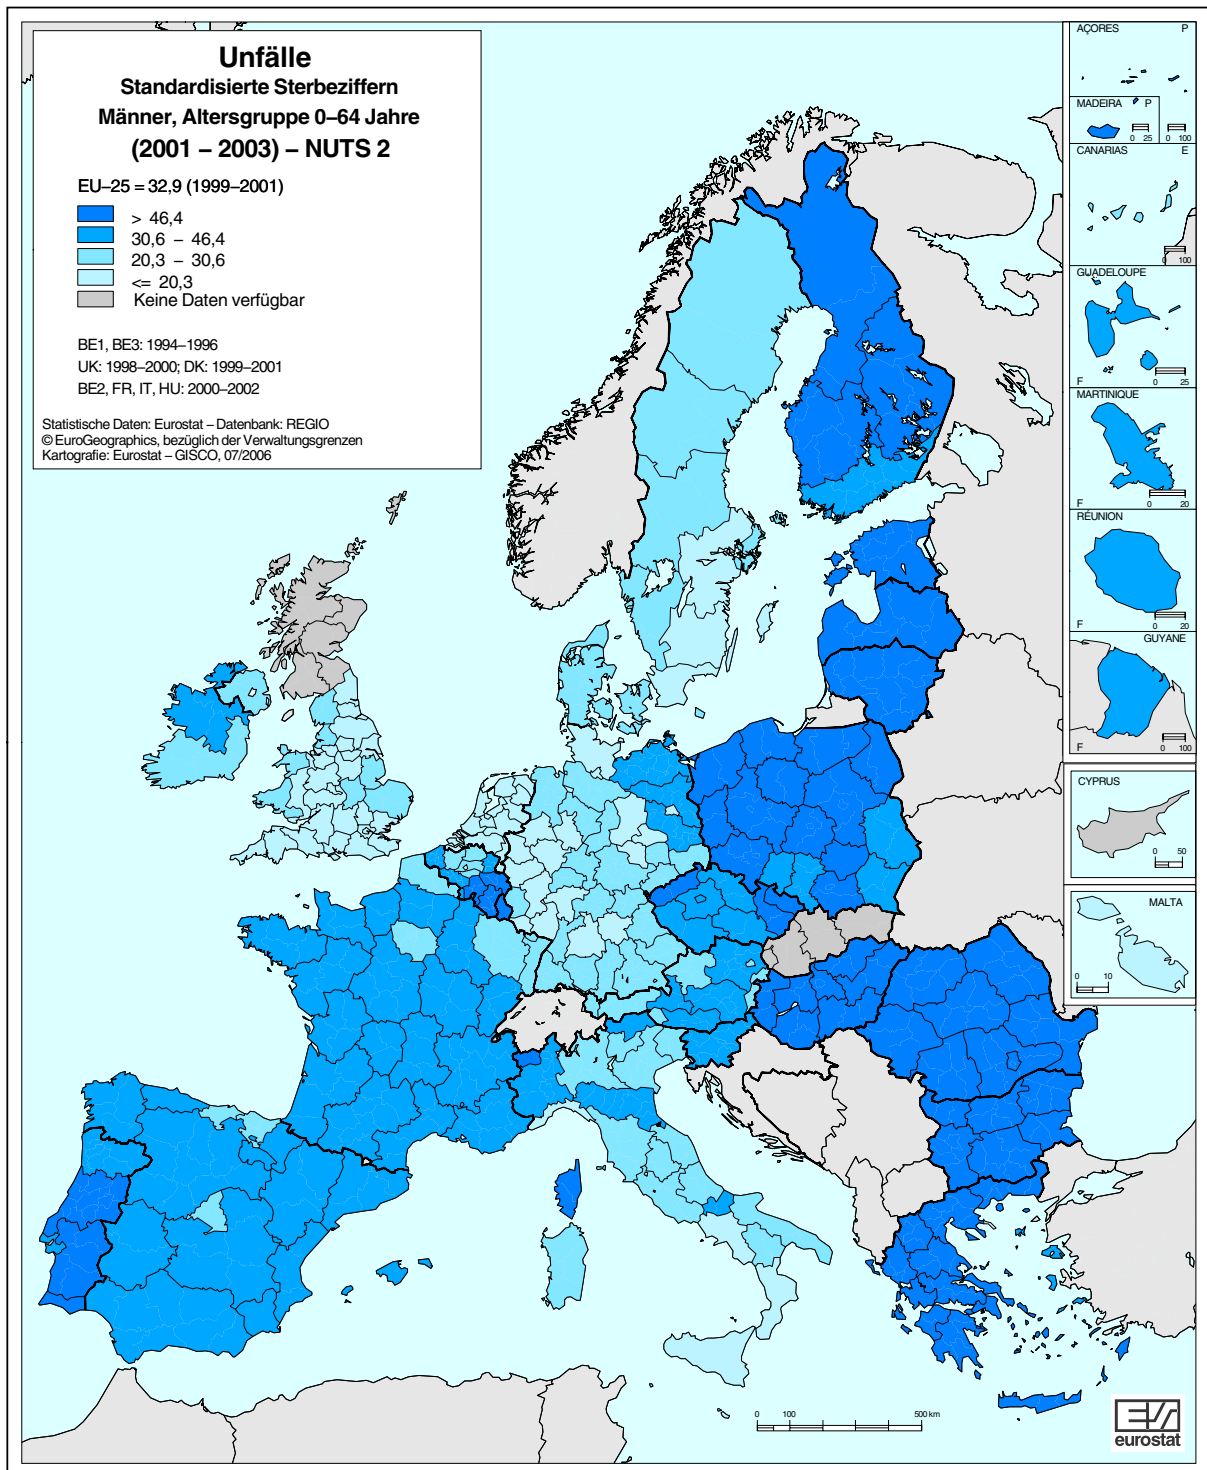 Unfälle
Standardisierte Sterbeziffern
Männer, Altersgruppe 0–64 Jahre
(2001 – 2003) – NUTS 2
EU–25 = 32,9 (1999–2001)
> 46,4
30,6 – 46,4
20,3 – 30,6
<= 20,3
Keine Daten verfügbar
BE1, BE3: 1994–1996
UK: 1998–2000; DK: 1999–2001
BE2, FR, IT, HU: 2000–2002
Statistische Daten: Eurostat – Datenbank: REGIO
© EuroGeographics, bezüglich der Verwaltungsgrenzen
Kartografie: Eurostat – GISCO, 07/2006
AÇORES P
MADEIRA P
0 25 0 100
CANARIAS E
0 100
GUADELOUPE
F 0 25
MARTINIQUE
F 0 20
RÉUNION
F 0 20
GUYANE
F 0 100
CYPRUS
0 50
MALTA
0 10
0 100 500 km
eurostat